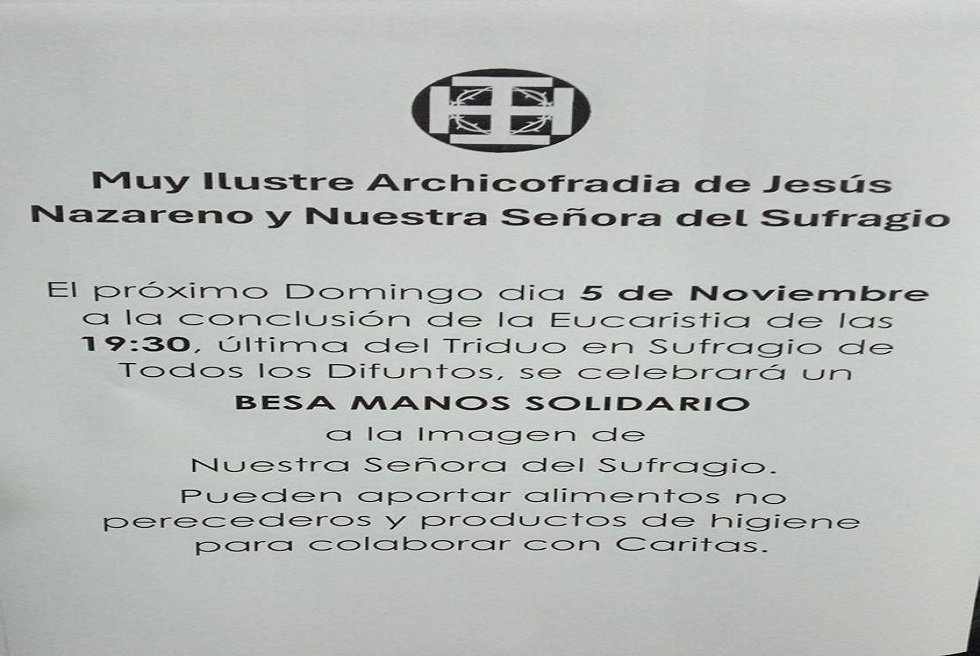 Muy Ilustre Archicofradia de Jesús
Nazareno y Nuestra Señora del Sufragio
El próximo Domingo dia 5 de Noviembre
a la conclusión de la Eucaristia de las
19:30, última del Triduo en Sufragio de
Todos los Difuntos, se celebrará un
BESA MANOS SOLIDARIO
a la Imagen de
Nuestra Señora del Sufragio.
Pueden aportar alimentos no
perecederos y productos de higiene
para colaborar con Caritas.